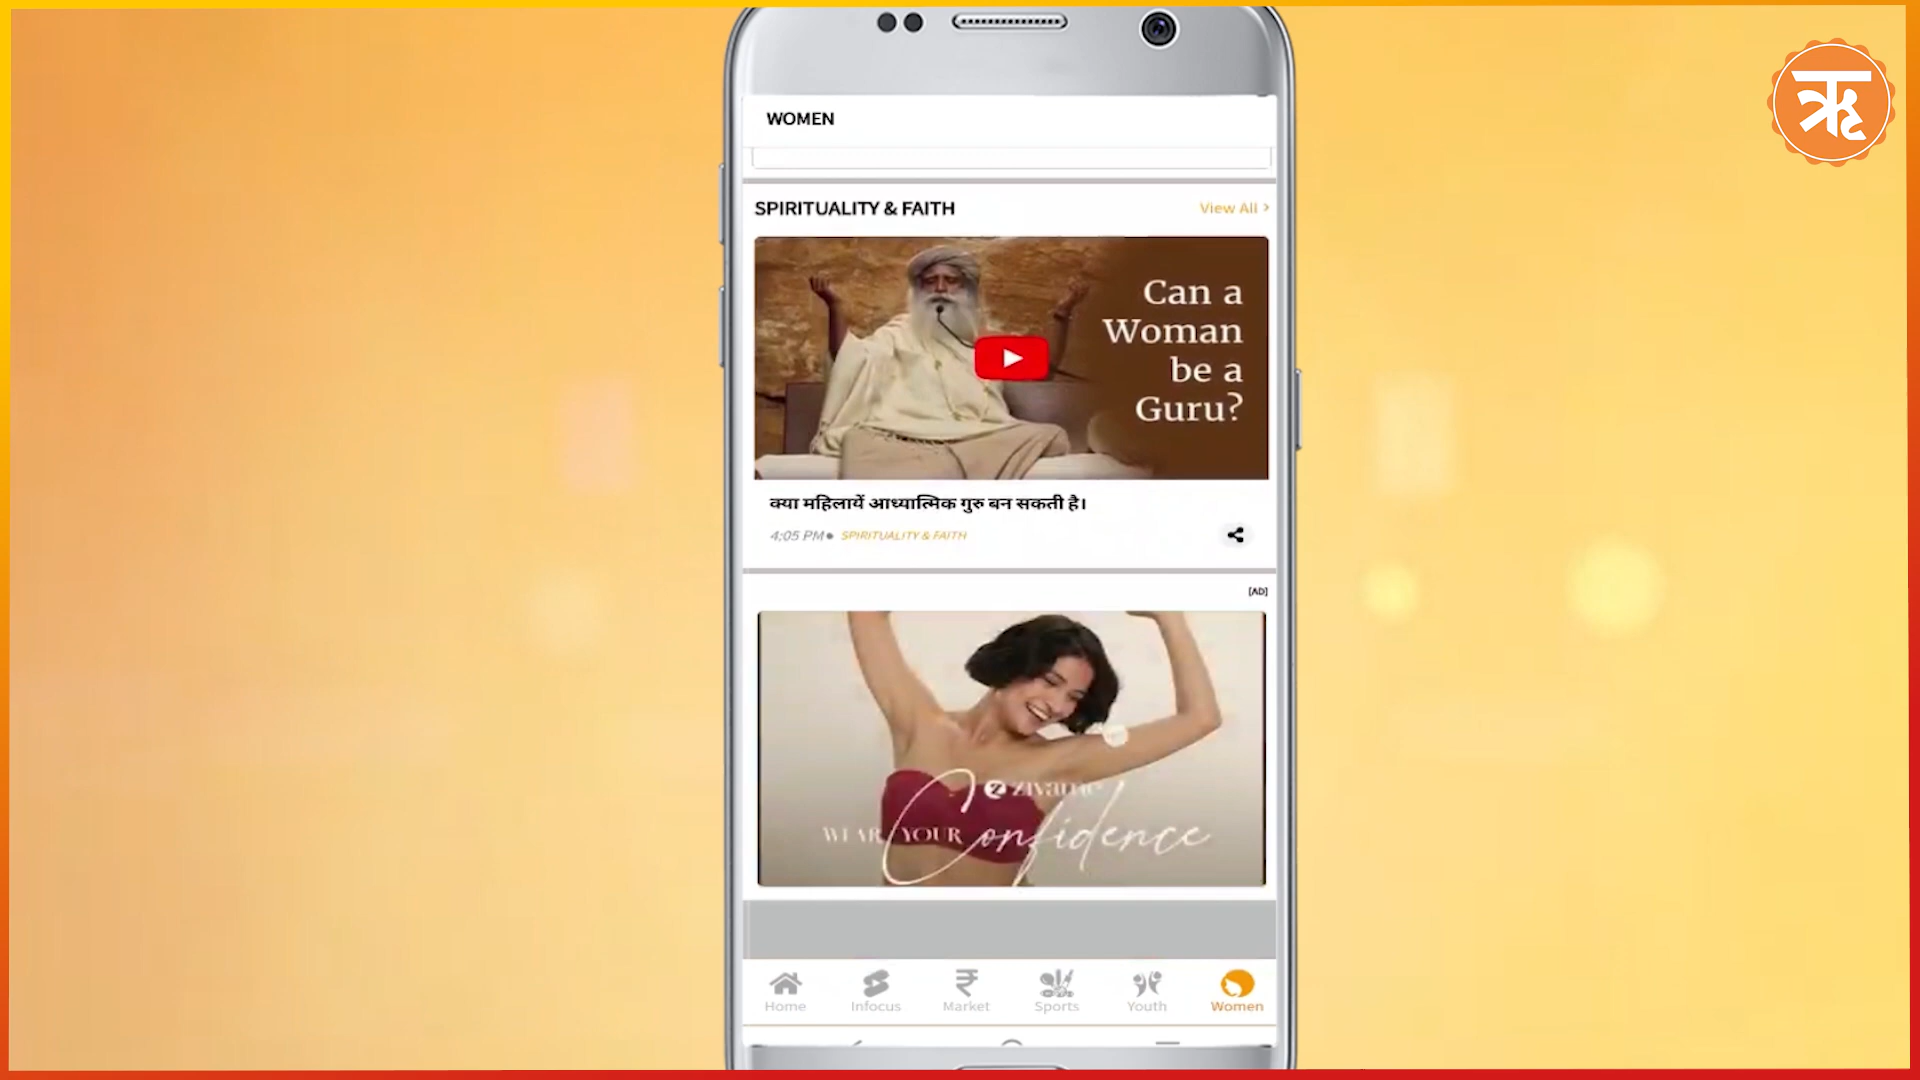 ऋ
WOMEN
SPIRITUALITY & FAITH
View All >
Can a
Woman
be a
Guru?
क्या महिलायें आध्यात्मिक गुरु बन सकती है।
4:05 PM● SPIRITUALITY & FAITH
[AD]
zivame
WEAR YOUR Confidence
Home
Infocus
Market
Sports
Youth
Women